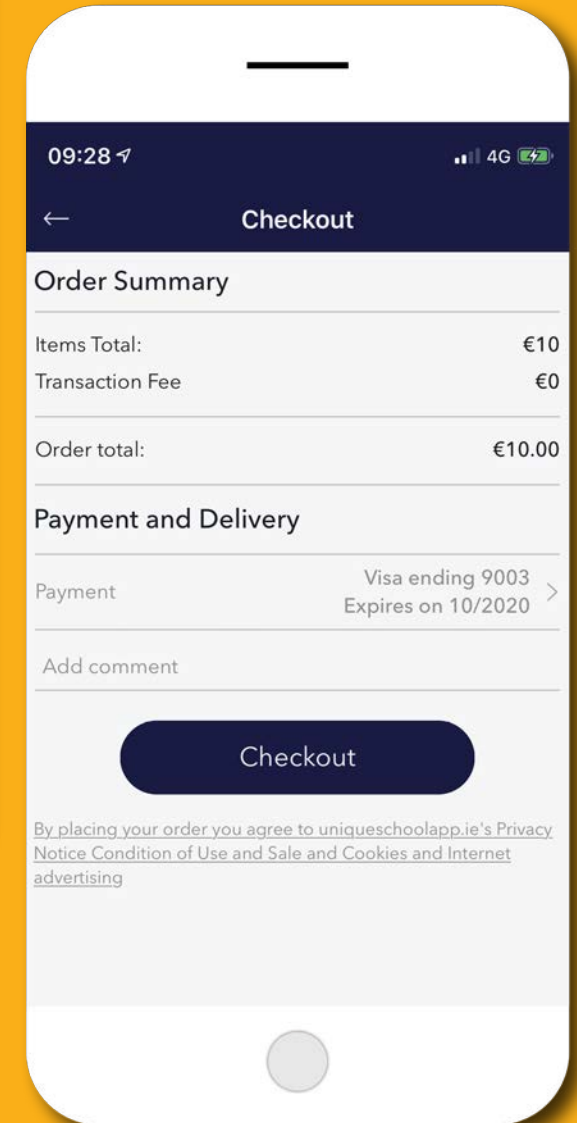 09:28 4G
Checkout
Order Summary
Items Total: €10
Transaction Fee €0
Order total: €10.00
Payment and Delivery
Payment Visa ending 9003
Expires on 10/2020
Add comment
Checkout
By placing your order you agree to uniqueschoolapp.ie's Privacy
Notice Condition of Use and Sale and Cookies and Internet
advertising